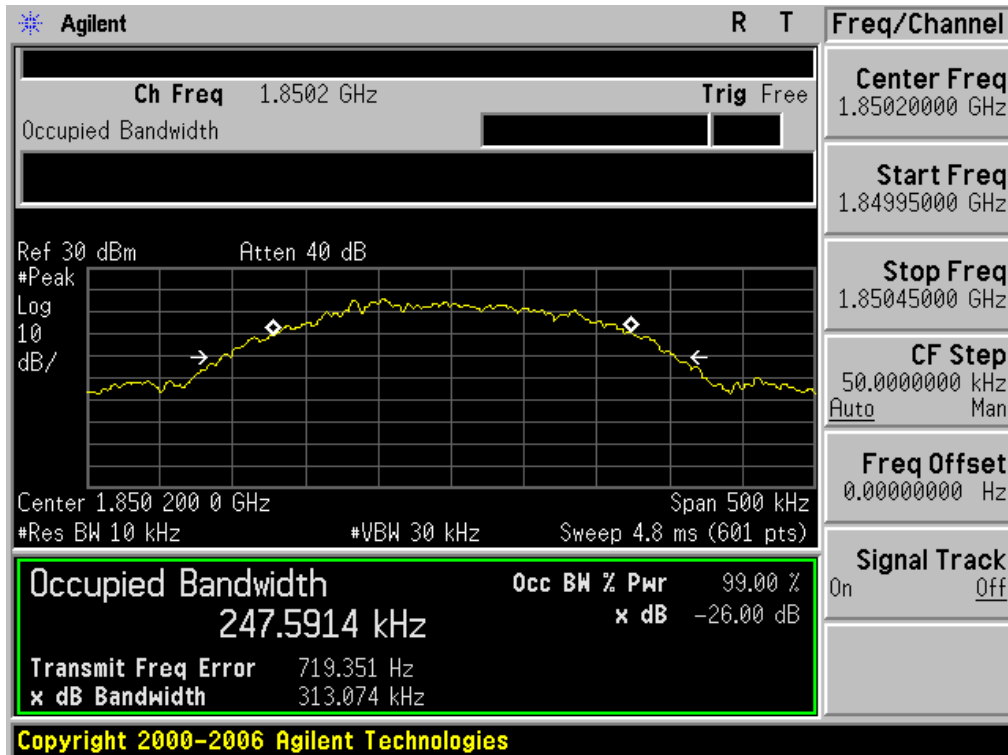 Agilent R T
Freq/Channel
Ch Freq 1.8502 GHz Trig Free
Occupied Bandwidth
Center Freq
1.85020000 GHz
Start Freq
1.84995000 GHz
Stop Freq
1.85045000 GHz
CF Step
50.0000000 kHz
Auto Man
Freq Offset
0.00000000 Hz
Signal Track
On Off
Ref 30 dBm Atten 40 dB
#Peak
Log
10
dB/
Center 1.850 200 0 GHz Span 500 kHz
#Res BW 10 kHz #VBW 30 kHz Sweep 4.8 ms (601 pts)
Occupied Bandwidth
247.5914 kHz
Occ BW % Pwr 99.00 %
x dB -26.00 dB
Transmit Freq Error 719.351 Hz
x dB Bandwidth 313.074 kHz
Copyright 2000-2006 Agilent Technologies